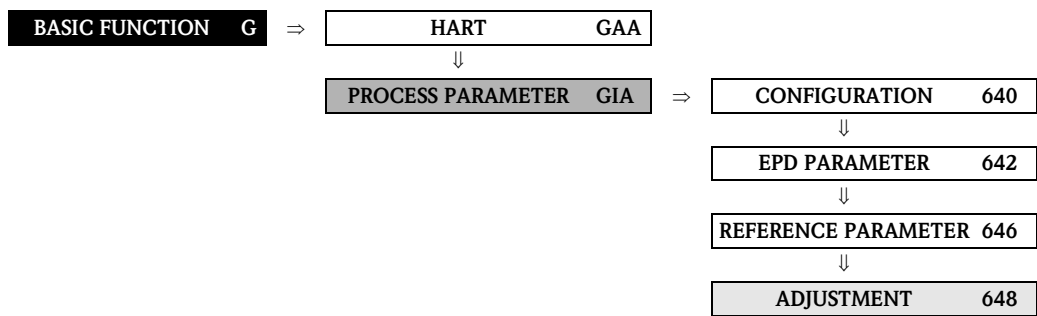 BASIC FUNCTION G ⇒ HART GAA
⇓
PROCESS PARAMETER GIA ⇒ CONFIGURATION 640
⇓
EPD PARAMETER 642
⇓
REFERENCE PARAMETER 646
⇓
ADJUSTMENT 648